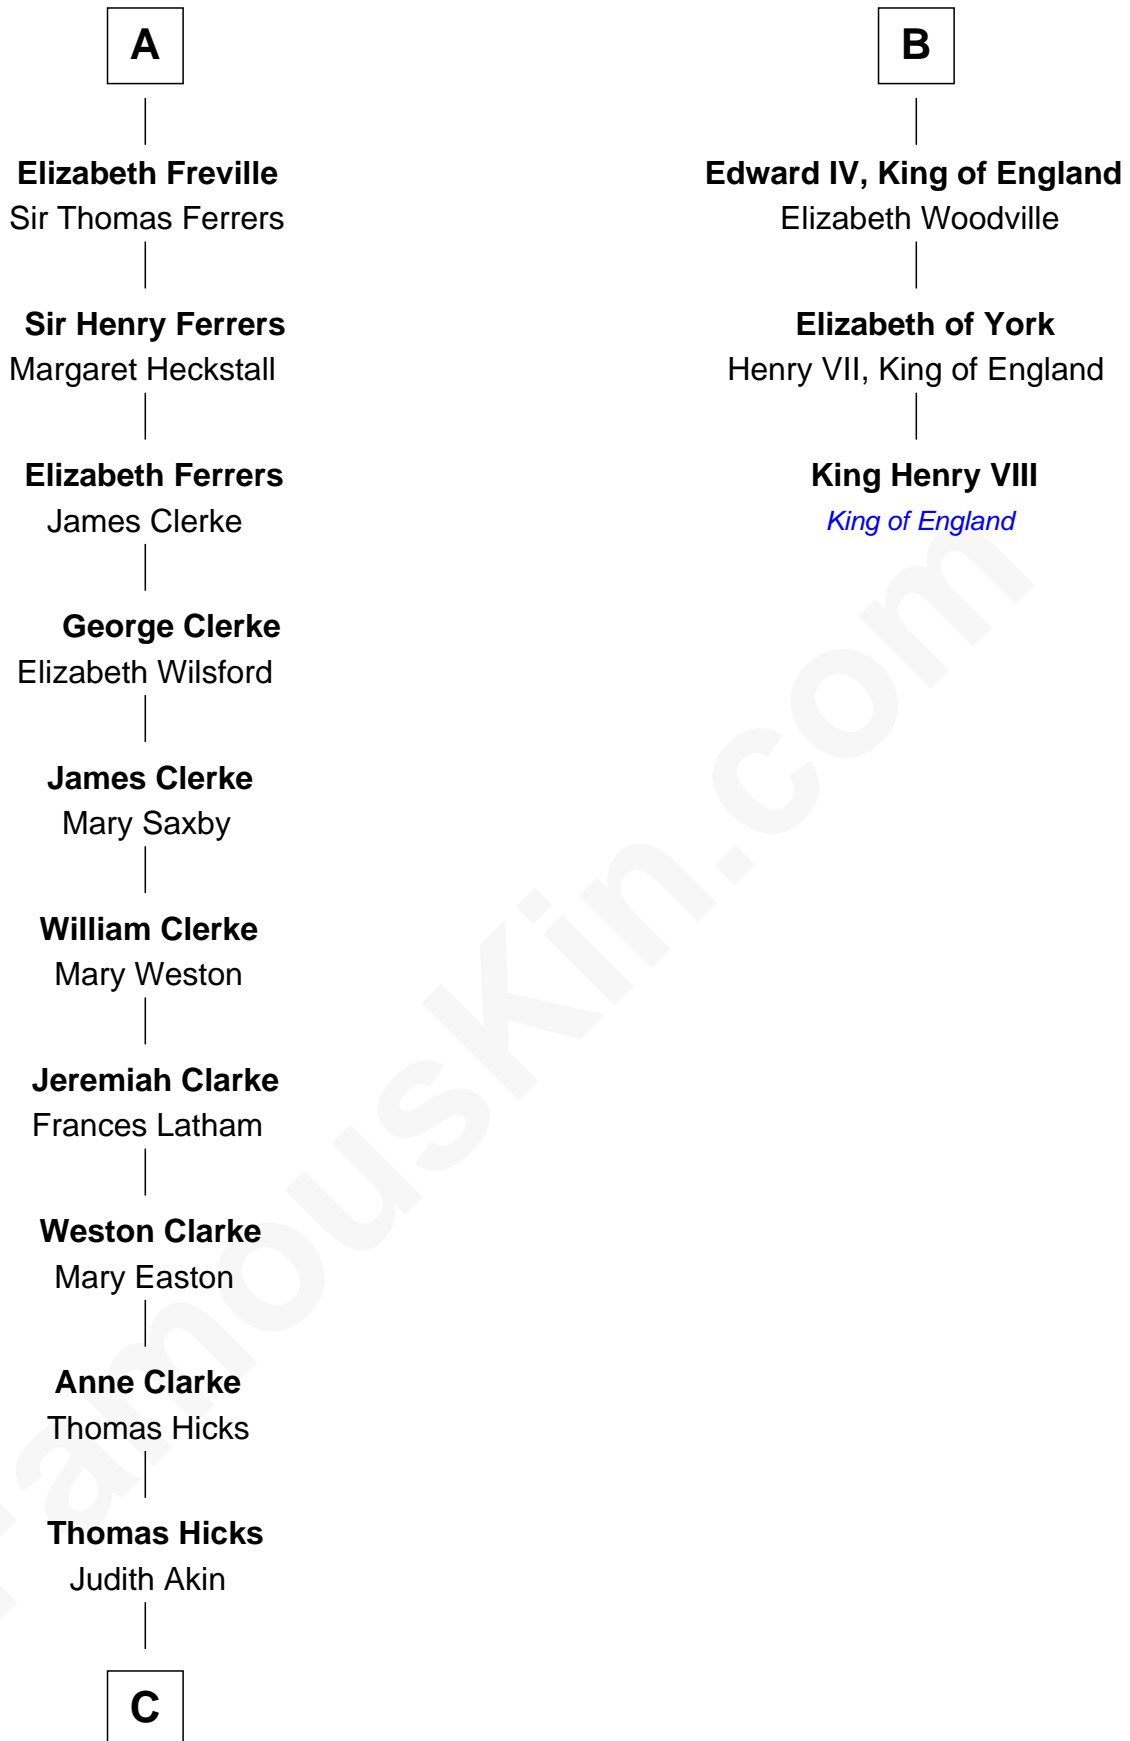 A
Elizabeth Freville
Sir Thomas Ferrers
Sir Henry Ferrers
Margaret Heckstall
Elizabeth Ferrers
James Clerke
George Clerke
Elizabeth Wilsford
James Clerke
Mary Saxby
William Clerke
Mary Weston
Jeremiah Clarke
Frances Latham
Weston Clarke
Mary Easton
Anne Clarke
Thomas Hicks
Thomas Hicks
Judith Akin
C
B
Edward IV, King of England
Elizabeth Woodville
Elizabeth of York
Henry VII, King of England
King Henry VIII
King of England
FamousKin.com